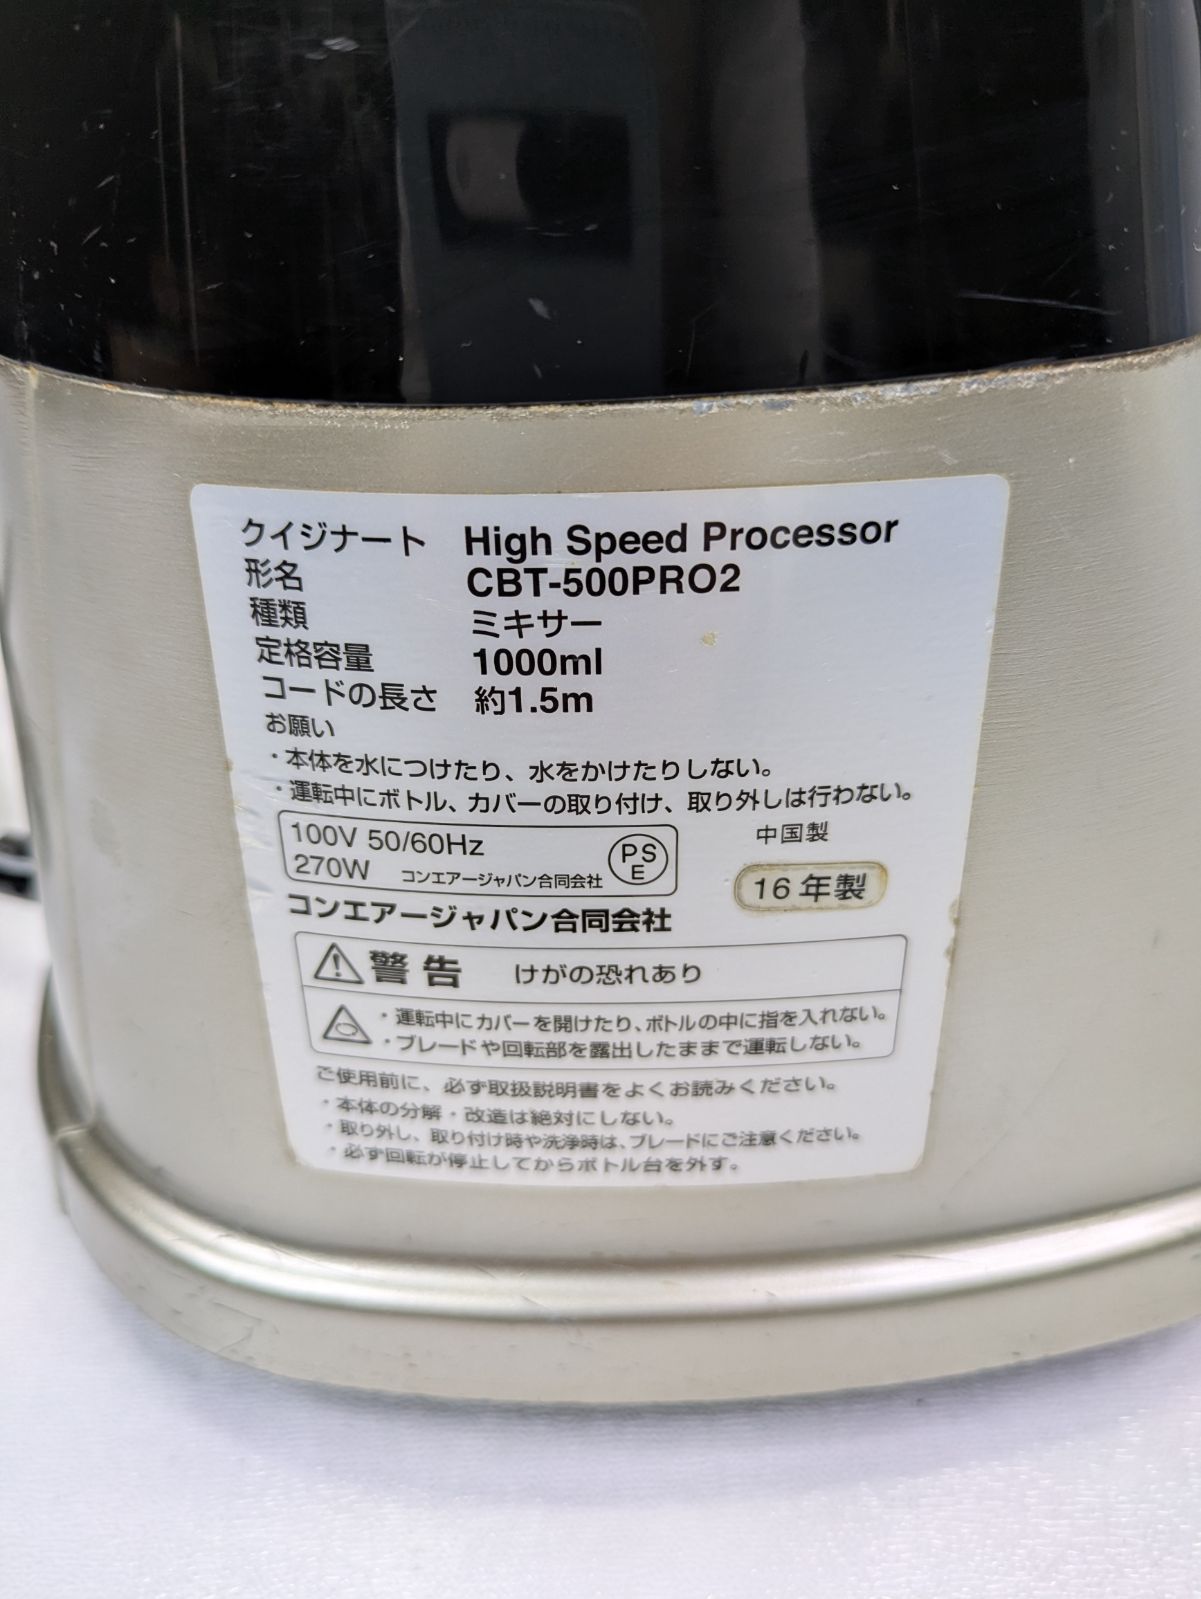 クイジナート High Speed Processor
形名 CBT-500PRO2
種類 ミキサー
定格容量 1000ml
コードの長さ 約1.5m
お願い
・本体を水につけたり、水をかけたりしない。
・運転中にボトル、カバーの取り付け、取り外しは行わない。
100V 50/60Hz
270W コンエアージャパン合同会社
PS
E
中国製
16年製
コンエアージャパン合同会社
警告 けがの恐れあり
・運転中にカバーを開けたり、ボトルの中に指を入れない。
・ブレードや回転部を露出したままで運転しない。
ご使用前に、必ず取扱説明書をよくお読みください。
・本体の分解・改造は絶対にしない。
・取り外し、取り付け時や洗浄時は、ブレードにご注意ください。
・必ず回転が停止してからボトル台を外す。